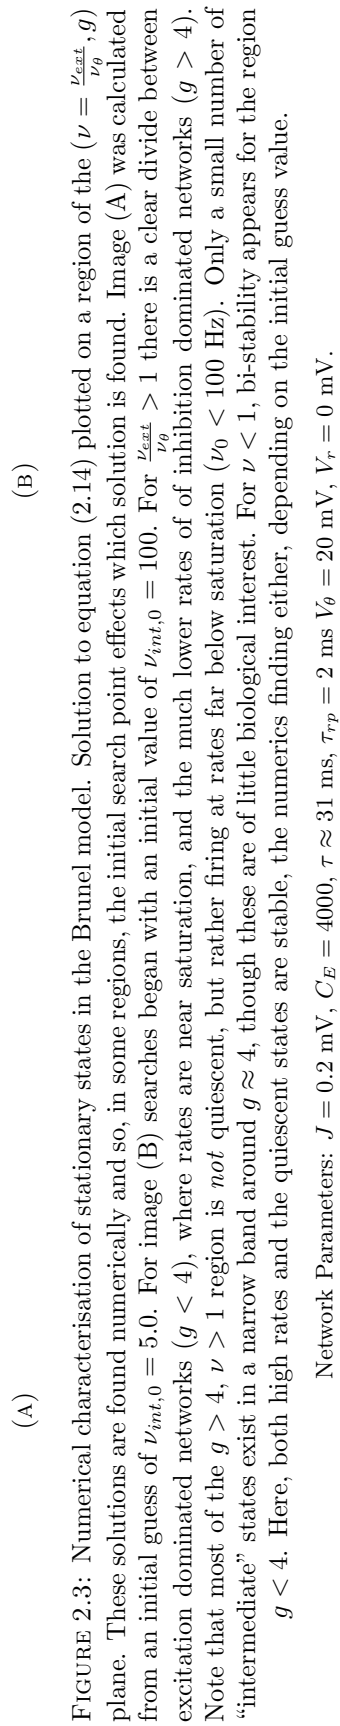 (A) (B)
FIGURE 2.3: Numerical characterisation of stationary states in the Brunel model. Solution to equation (2.14) plotted on a region of the (ν = ν_ext/ν_θ, g)
plane. These solutions are found numerically and so, in some regions, the initial search point effects which solution is found. Image (A) was calculated
from an initial guess of ν_{int,0} = 5.0. For image (B) searches began with an initial value of ν_{int,0} = 100. For ν_ext/ν_θ > 1 there is a clear divide between
excitation dominated networks (g < 4), where rates are near saturation, and the much lower rates of of inhibition dominated networks (g > 4).
Note that most of the g > 4, ν > 1 region is not quiescent, but rather firing at rates far below saturation (ν_0 < 100 Hz). Only a small number of
“intermediate” states exist in a narrow band around g ≈ 4, though these are of little biological interest. For ν < 1, bi-stability appears for the region
g < 4. Here, both high rates and the quiescent states are stable, the numerics finding either, depending on the initial guess value.
Network Parameters: J = 0.2 mV, C_E = 4000, τ ≈ 31 ms, τ_{rp} = 2 ms V_θ = 20 mV, V_r = 0 mV.